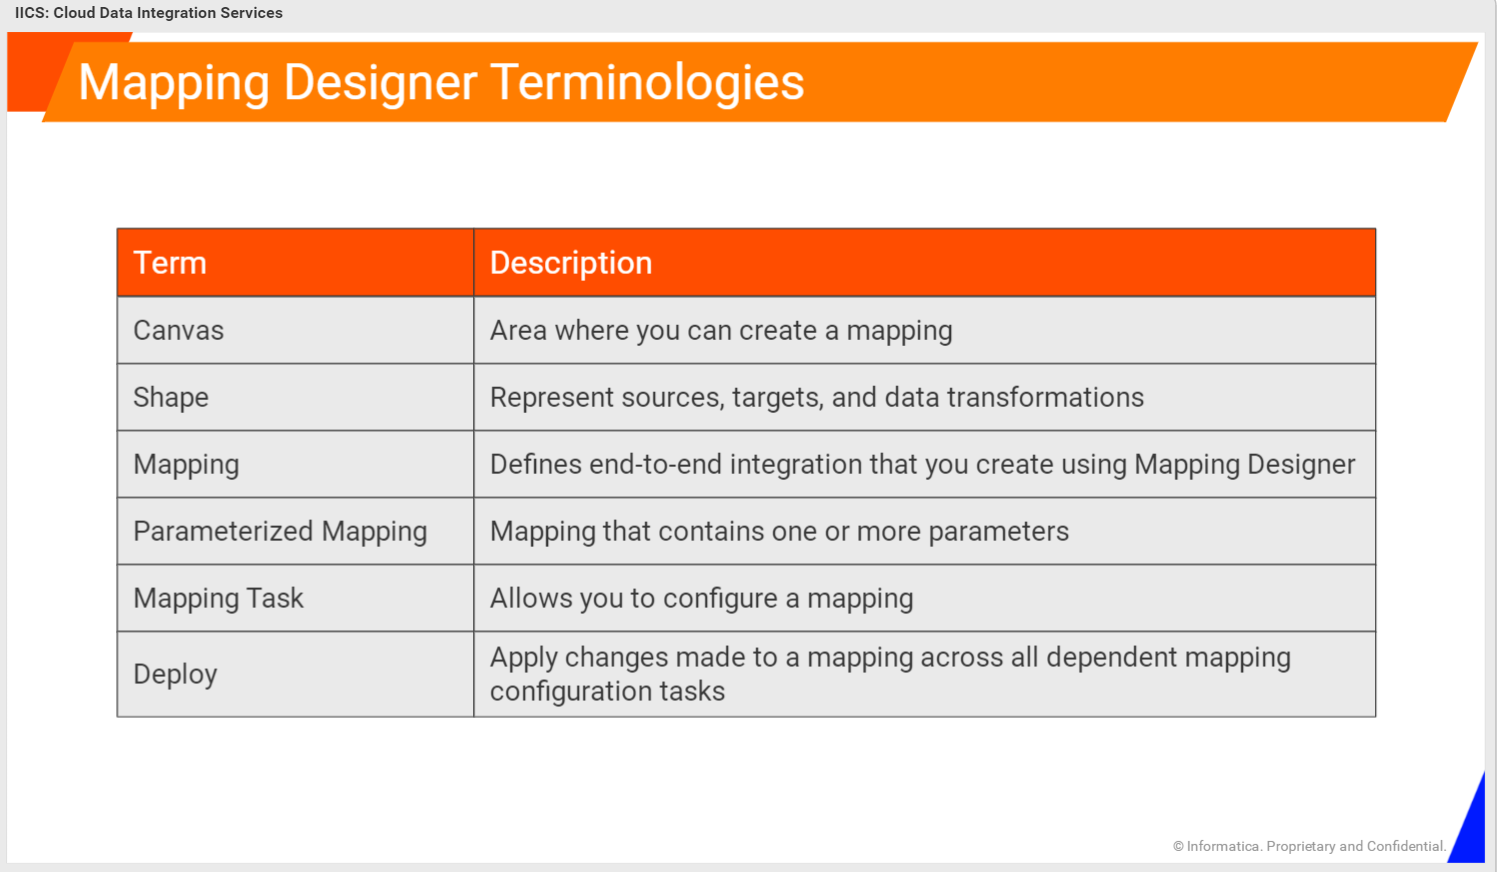 IICS: Cloud Data Integration Services
Mapping Designer Terminologies
Term Description
Canvas Area where you can create a mapping
Shape Represent sources, targets, and data transformations
Mapping Defines end-to-end integration that you create using Mapping Designer
Parameterized Mapping Mapping that contains one or more parameters
Mapping Task Allows you to configure a mapping
Deploy Apply changes made to a mapping across all dependent mapping
configuration tasks
© Informatica. Proprietary and Confidential.